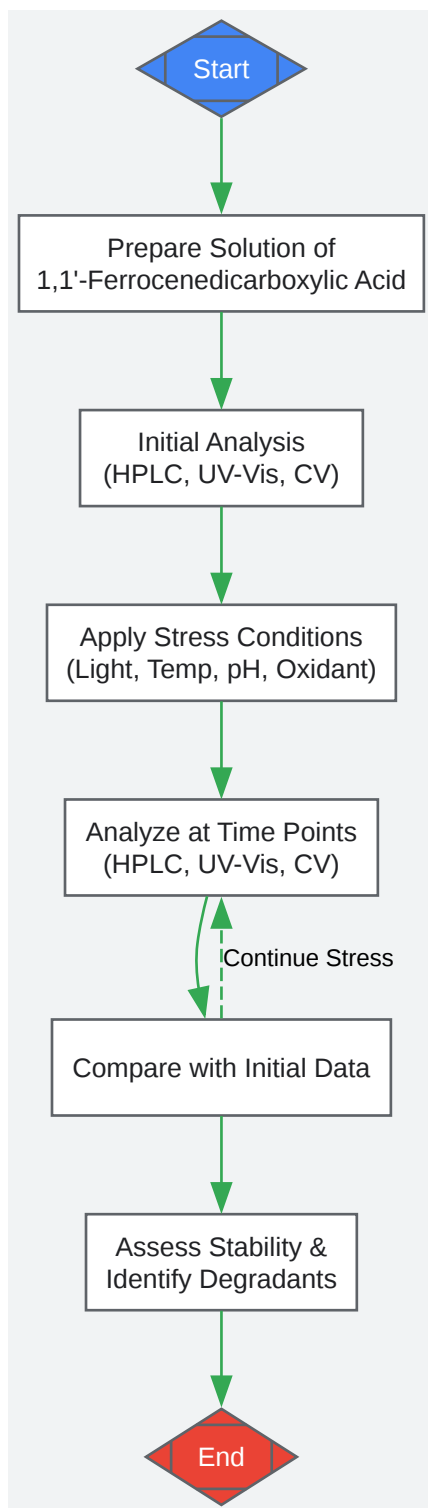 Start
Prepare Solution of
1,1'-Ferrocenedicarboxylic Acid
Initial Analysis
(HPLC, UV-Vis, CV)
Apply Stress Conditions
(Light, Temp, pH, Oxidant)
Analyze at Time Points
(HPLC, UV-Vis, CV)
Continue Stress
Compare with Initial Data
Assess Stability &
Identify Degradants
End